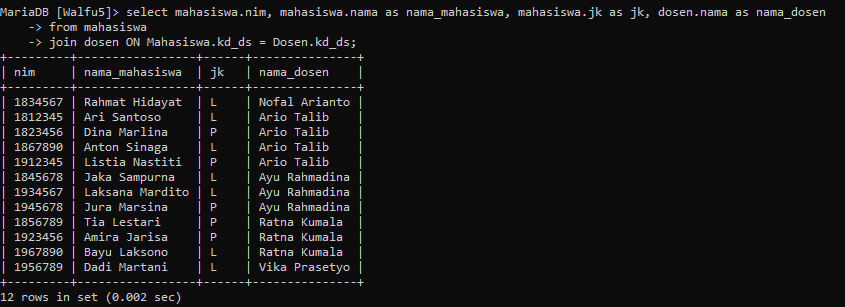 MariaDB [Walfu5]> select mahasiswa.nim, mahasiswa.nama as nama_mahasiswa, mahasiswa.jk as jk, dosen.nama as nama_dosen
    -> from mahasiswa
    -> join dosen ON Mahasiswa.kd_ds = Dosen.kd_ds;
+---------+------------------+------+---------------+
| nim     | nama_mahasiswa   | jk   | nama_dosen    |
+---------+------------------+------+---------------+
| 1834567 | Rahmat Hidayat   | L    | Nofal Arianto |
| 1812345 | Ari Santoso      | L    | Ario Talib    |
| 1823456 | Dina Marlina     | P    | Ario Talib    |
| 1867890 | Anton Sinaga     | L    | Ario Talib    |
| 1912345 | Listia Nastiti   | P    | Ario Talib    |
| 1845678 | Jaka Sampurna    | L    | Ayu Rahmadina |
| 1934567 | Laksana Mardito  | L    | Ayu Rahmadina |
| 1945678 | Jura Marsina     | P    | Ayu Rahmadina |
| 1856789 | Tia Lestari      | P    | Ratna Kumala  |
| 1923456 | Amira Jarisa     | P    | Ratna Kumala  |
| 1967890 | Bayu Laksono     | L    | Ratna Kumala  |
| 1956789 | Dadi Martani     | L    | Vika Prasetyo |
+---------+------------------+------+---------------+
12 rows in set (0.002 sec)